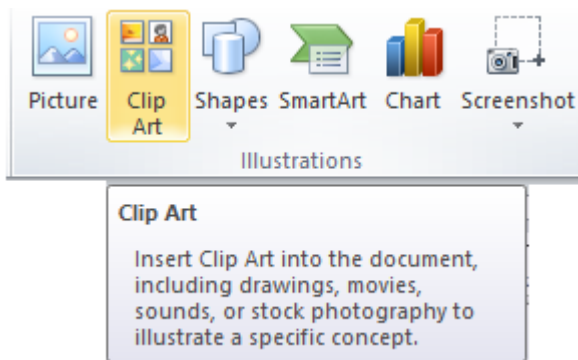 Picture Clip Art Shapes SmartArt Chart Screenshot
Illustrations
Clip Art
Insert Clip Art into the document,
including drawings, movies,
sounds, or stock photography to
illustrate a specific concept.